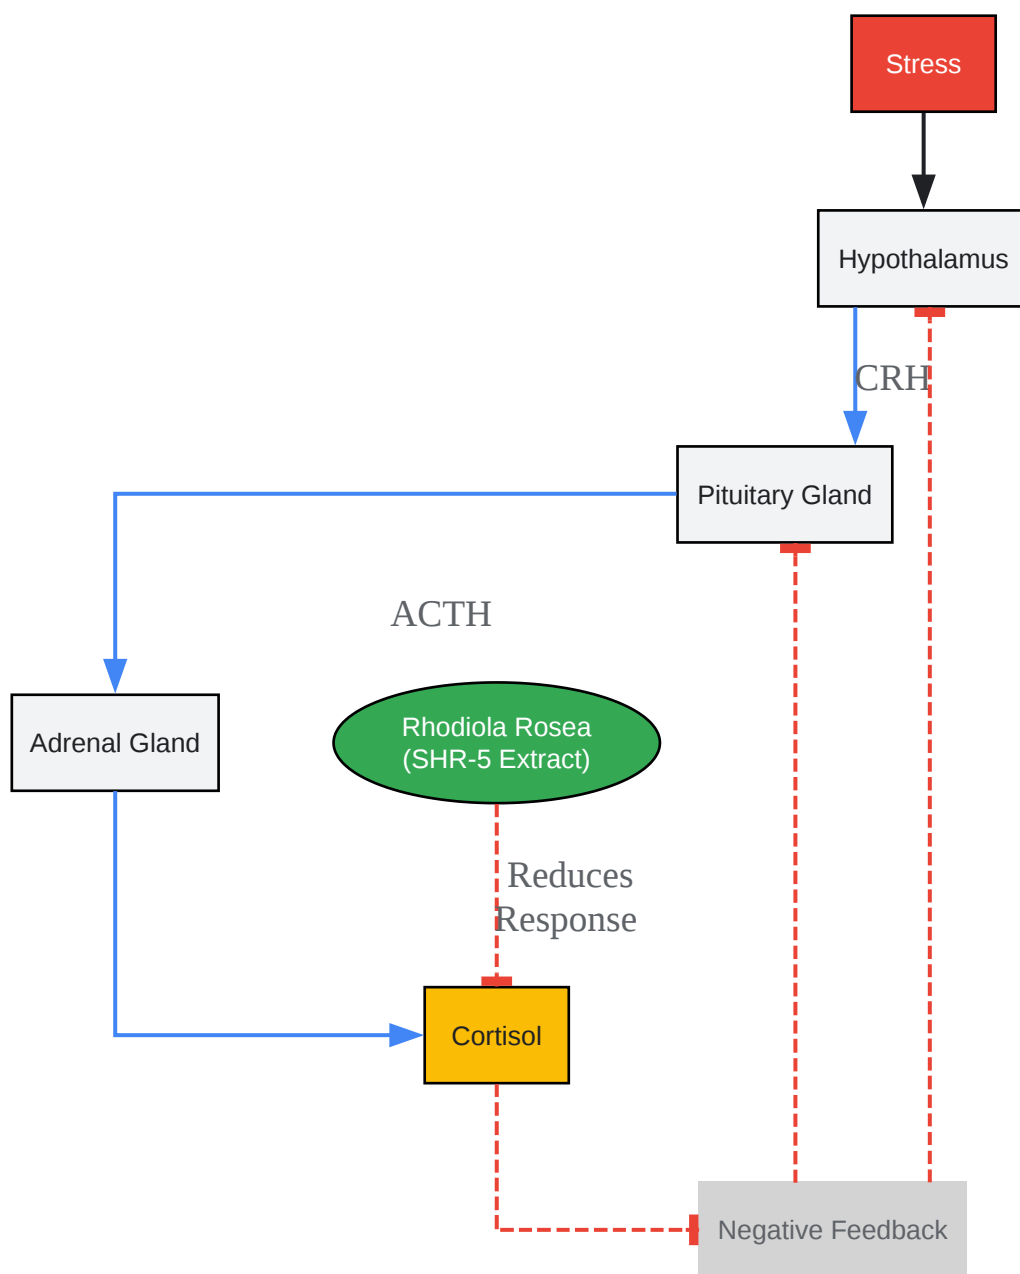 Stress
Hypothalamus
CRH
Pituitary Gland
ACTH
Adrenal Gland
Rhodiola Rosea
(SHR-5 Extract)
Reduces
Response
Cortisol
Negative Feedback